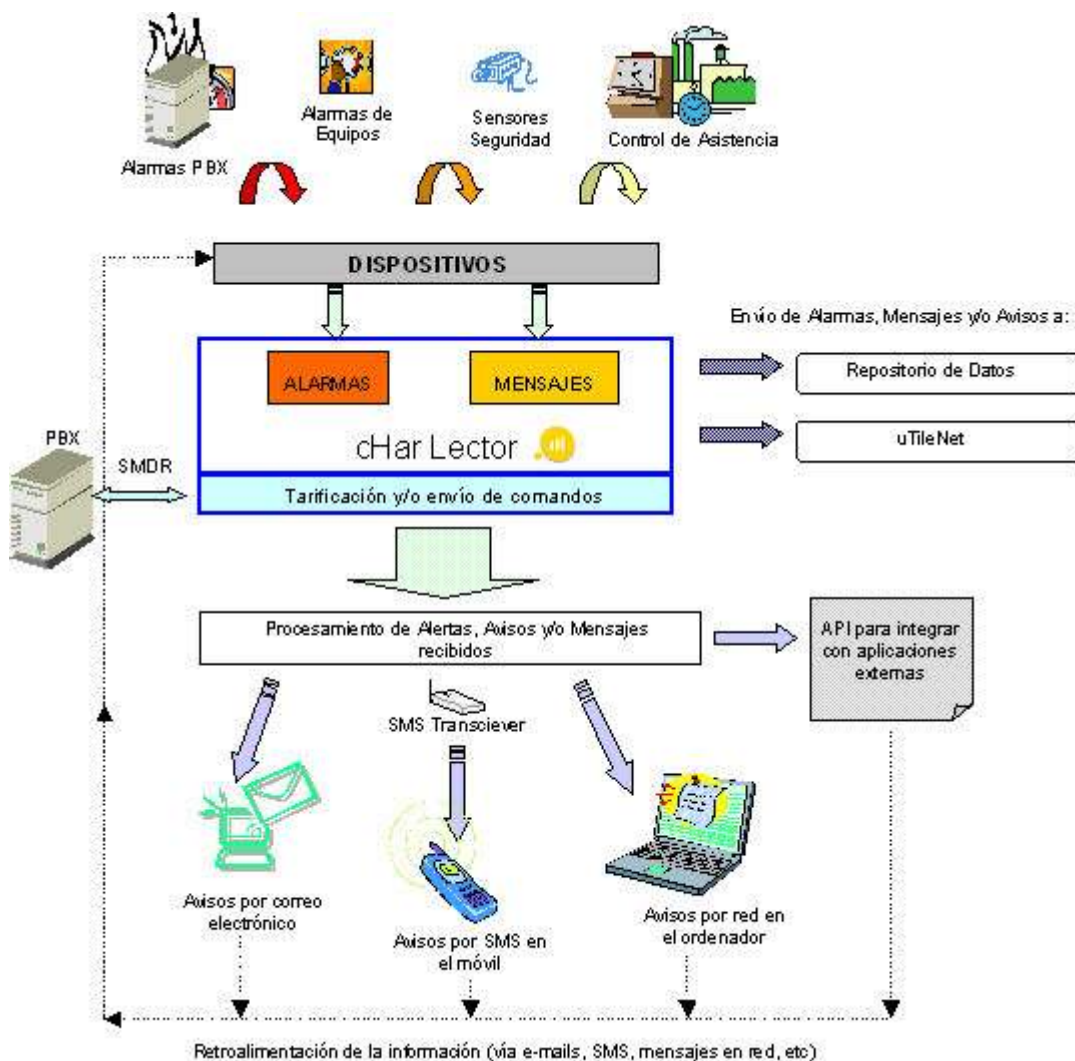 Alarmas PBX
Alarmas de
Equipos
Sensores
Seguridad
Control de Asistencia
DISPOSITIVOS
Envío de Alarmas, Mensajes y/o Avisos a:
ALARMAS
MENSAJES
Repositorio de Datos
cHar Lector
uTileNet
PBX
SMDR
Tarificación y/o envío de comandos
Procesamiento de Alertas, Avisos y/o Mensajes
recibidos
API para integrar
con aplicaciones
externas
SMS Transciever
Avisos por correo
electrónico
Avisos por SMS en
el móvil
Avisos por red en
el ordenador
Retroalimentación de la información (vía e-mails, SMS, mensajes en red, etc)